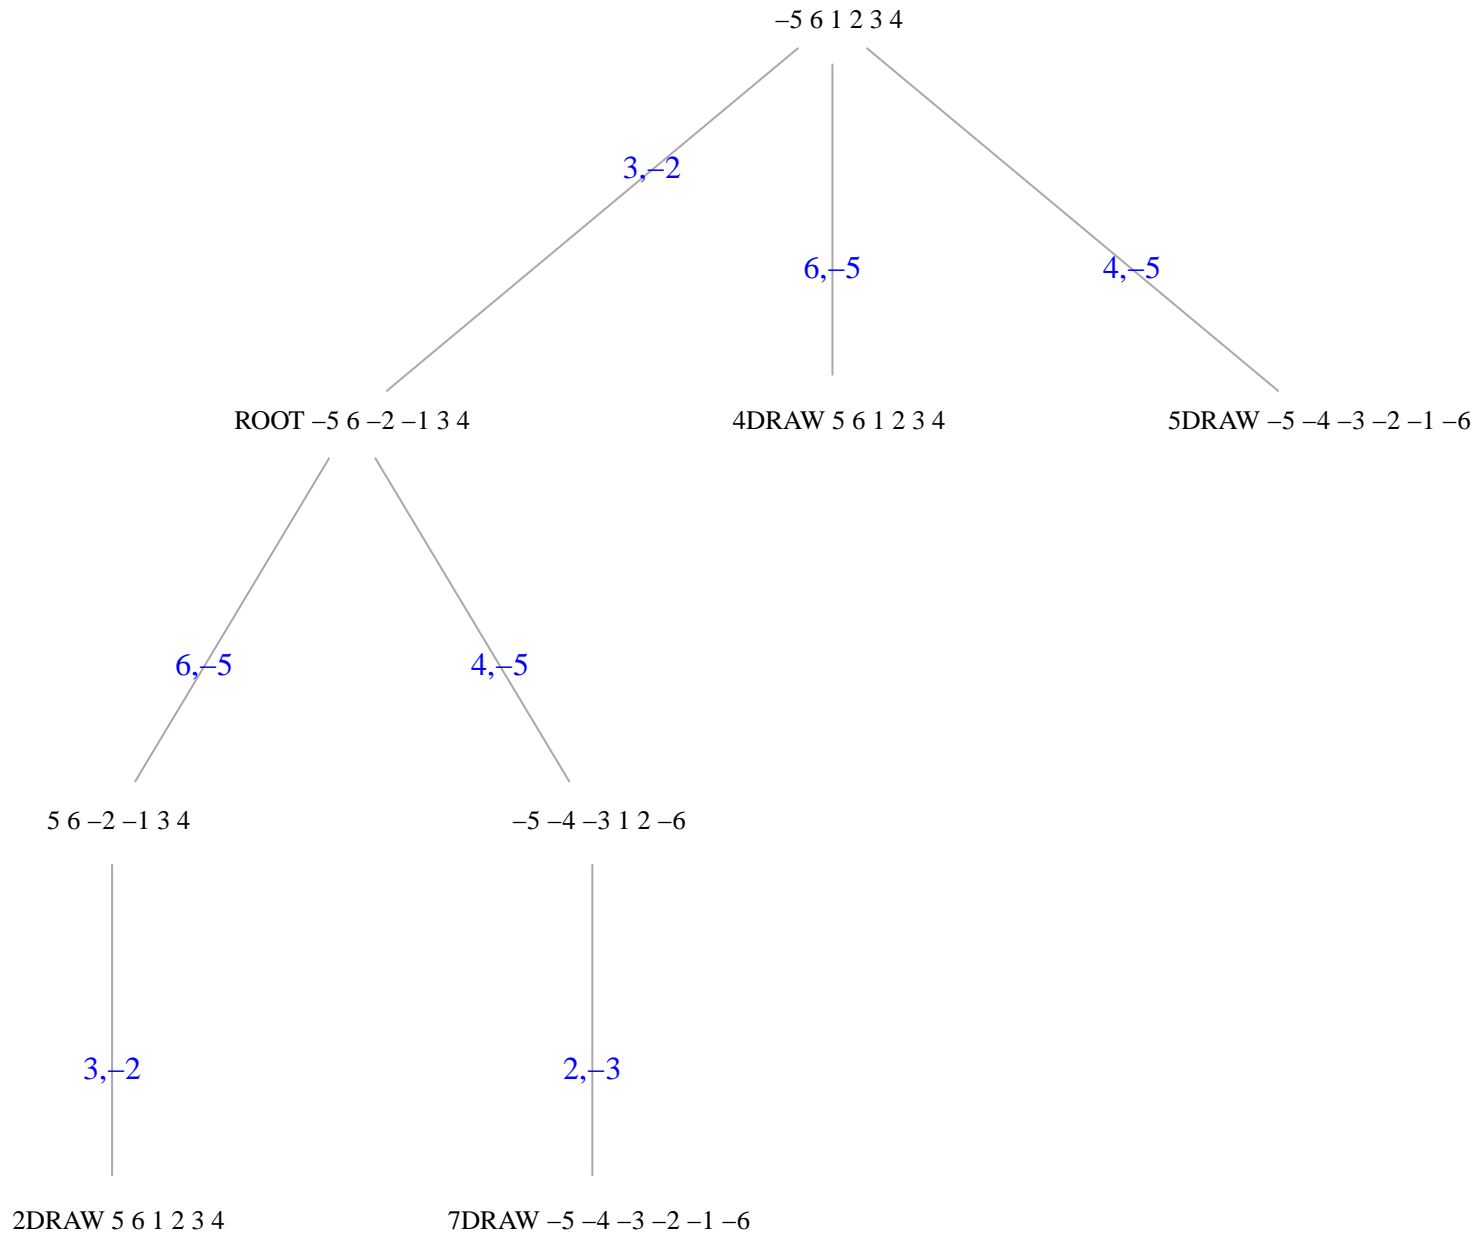 –5 6 1 2 3 4
3,–2
6,–5
4,–5
ROOT –5 6 –2 –1 3 4
4DRAW 5 6 1 2 3 4
5DRAW –5 –4 –3 –2 –1 –6
6,–5
4,–5
5 6 –2 –1 3 4
–5 –4 –3 1 2 –6
3,–2
2,–3
2DRAW 5 6 1 2 3 4
7DRAW –5 –4 –3 –2 –1 –6